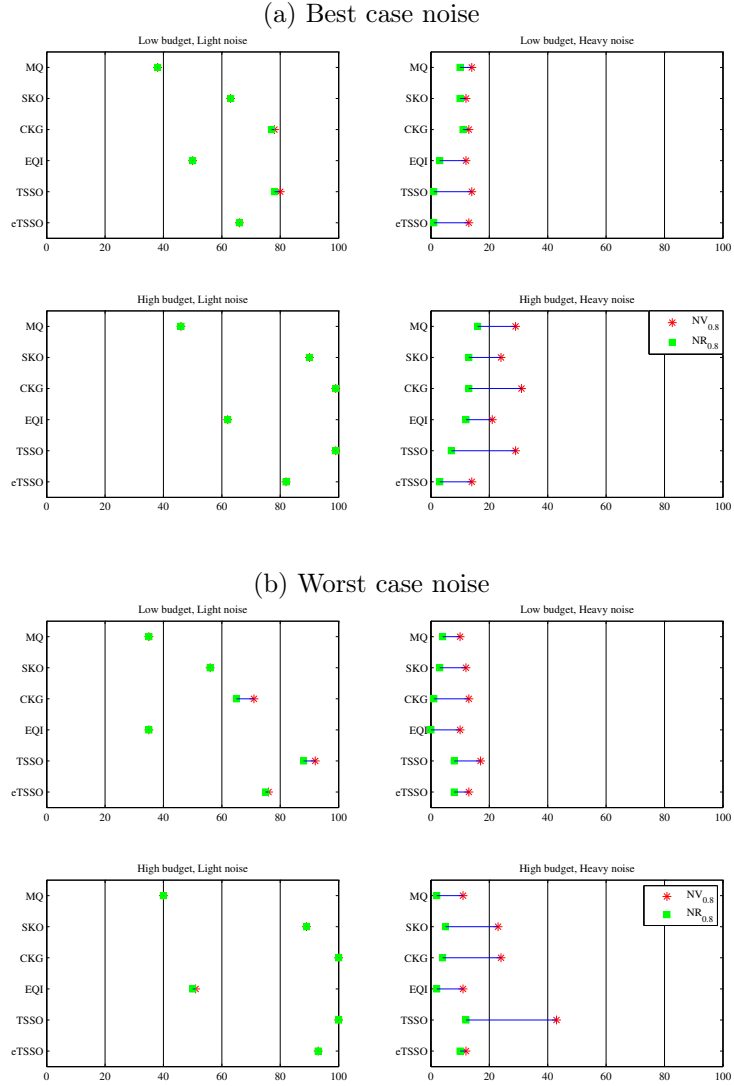 (a) Best case noise
Low budget, Light noise
MQ
SKO
CKG
EQI
TSSO
eTSSO
0 20 40 60 80 100
Low budget, Heavy noise
MQ
SKO
CKG
EQI
TSSO
eTSSO
0 20 40 60 80 100
High budget, Light noise
MQ
SKO
CKG
EQI
TSSO
eTSSO
0 20 40 60 80 100
High budget, Heavy noise
MQ
SKO
CKG
EQI
TSSO
eTSSO
0 20 40 60 80 100
NV0.8
NR0.8
(b) Worst case noise
Low budget, Light noise
MQ
SKO
CKG
EQI
TSSO
eTSSO
0 20 40 60 80 100
Low budget, Heavy noise
MQ
SKO
CKG
EQI
TSSO
eTSSO
0 20 40 60 80 100
High budget, Light noise
MQ
SKO
CKG
EQI
TSSO
eTSSO
0 20 40 60 80 100
High budget, Heavy noise
MQ
SKO
CKG
EQI
TSSO
eTSSO
0 20 40 60 80 100
NV0.8
NR0.8